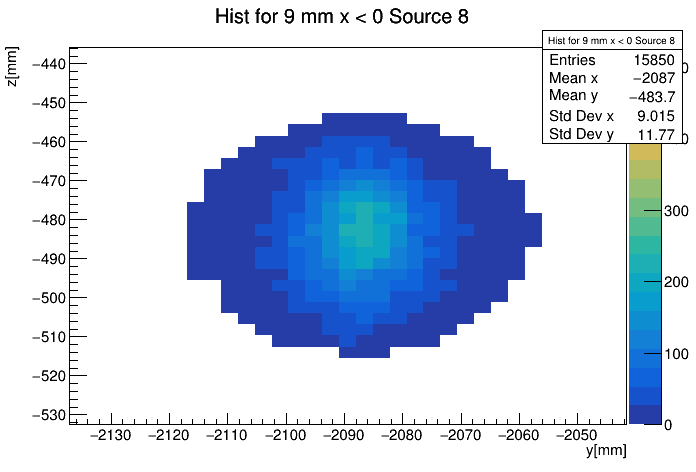 Hist for 9 mm x < 0 Source 8
z[mm]
Hist for 9 mm x < 0 Source 8
Entries 15850
Mean x −2087
Mean y −483.7
Std Dev x 9.015
Std Dev y 11.77
−440
−450
−460
−470
−480
−490
−500
−510
−520
−530
300
200
100
0
−2130 −2120 −2110 −2100 −2090 −2080 −2070 −2060 −2050
y[mm]